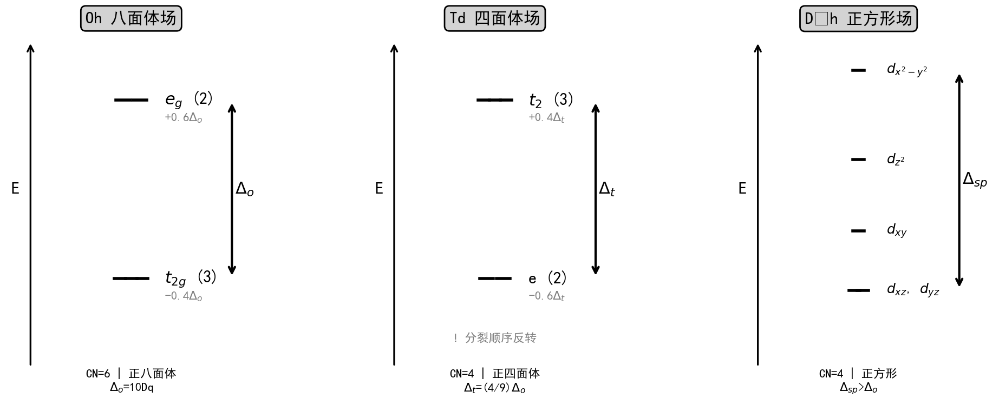 Oh 八面体场
E
e_g (2)
+0.6Δ_o
Δ_o
t_2g (3)
−0.4Δ_o
CN=6 | 正八面体
Δ_o=10Dq
Td 四面体场
E
t_2 (3)
+0.4Δ_t
Δ_t
e (2)
−0.6Δ_t
! 分裂顺序反转
CN=4 | 正四面体
Δ_t=(4/9)Δ_o
D□h 正方形场
E
d_x²−y²
d_z²
Δ_sp
d_xy
d_xz, d_yz
CN=4 | 正方形
Δ_sp>Δ_o